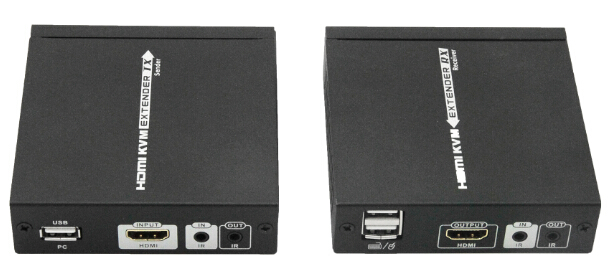 HDMI KVM EXTENDER TX
Sender
USB
PC
INPUT
HDMI
IN
IR
OUT
IR
HDMI KVM EXTENDER RX
Receiver
OUTPUT
HDMI
IN
IR
OUT
IR